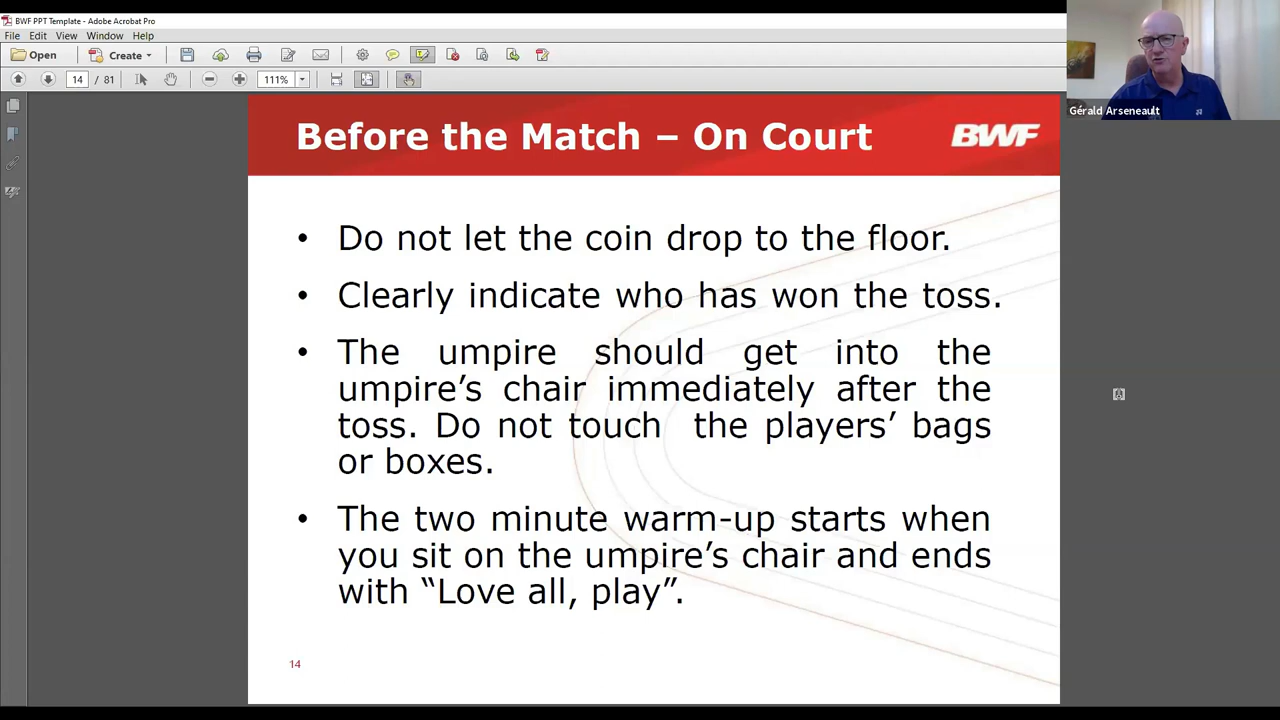 BWF PPT Template - Adobe Acrobat Pro
File Edit View Window Help
Open Create
14 / 81 111%
Gérald Arseneault
Before the Match – On Court BWF
• Do not let the coin drop to the floor.
• Clearly indicate who has won the toss.
• The umpire should get into the
umpire’s chair immediately after the
toss. Do not touch the players’ bags
or boxes.
• The two minute warm-up starts when
you sit on the umpire’s chair and ends
with “Love all, play”.
14